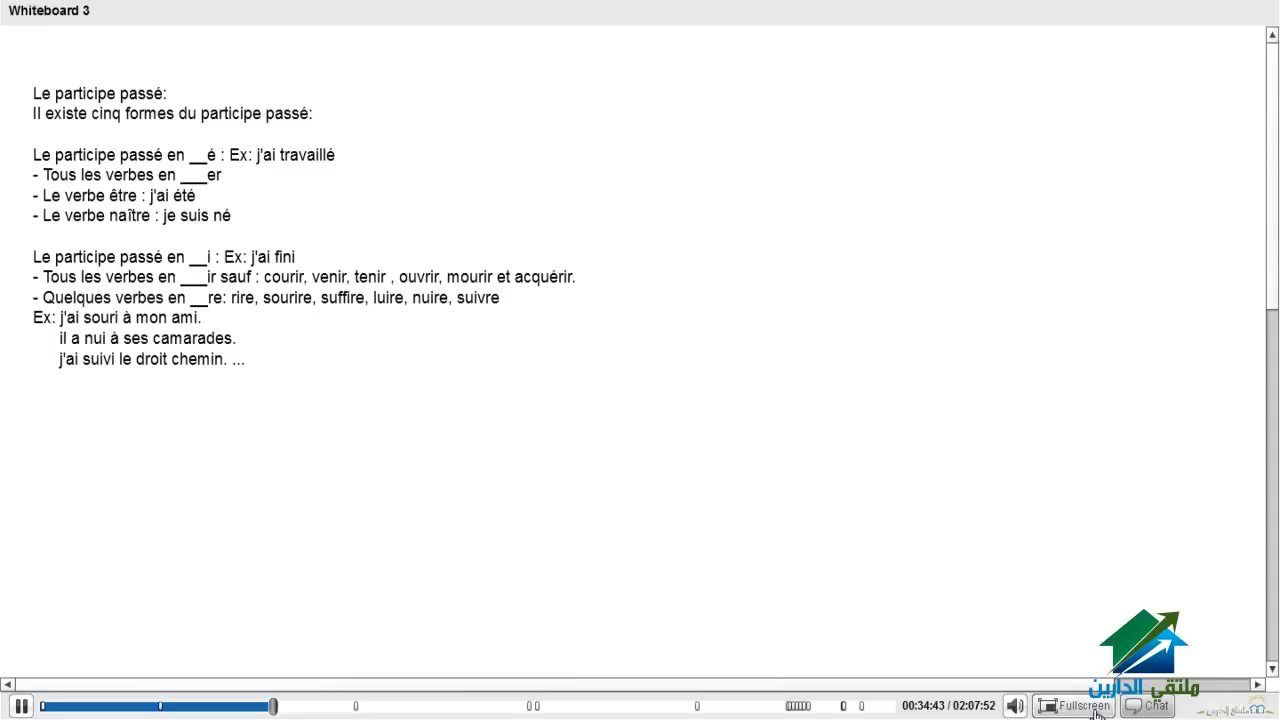 Whiteboard 3
Le participe passé:
Il existe cinq formes du participe passé:
Le participe passé en __é : Ex: j'ai travaillé
- Tous les verbes en ___er
- Le verbe être : j'ai été
- Le verbe naître : je suis né
Le participe passé en __i : Ex: j'ai fini
- Tous les verbes en ___ir sauf : courir, venir, tenir , ouvrir, mourir et acquérir.
- Quelques verbes en __re: rire, sourire, suffire, luire, nuire, suivre
Ex: j'ai souri à mon ami.
il a nui à ses camarades.
j'ai suivi le droit chemin. ...
ملتقي الدارين
00:34:43 / 02:07:52
Fullscreen
Chat